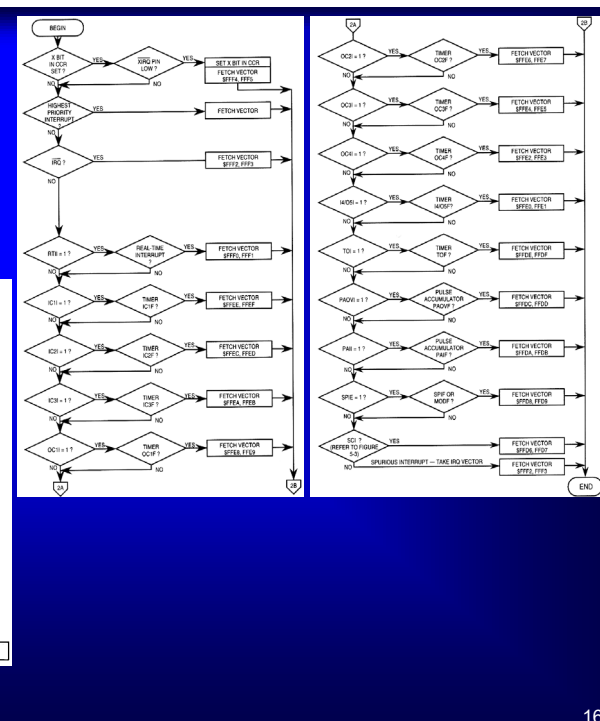 BEGIN
X BIT
IN CCR
SET ?
YES
XIRQ PIN
LOW ?
YES
SET X BIT IN CCR
FETCH VECTOR
$FFF4, FFF5
NO
NO
HIGHEST
PRIORITY
INTERRUPT
?
YES
FETCH VECTOR
NO
IRQ ?
YES
FETCH VECTOR
$FFF2, FFF3
NO
RTII = 1 ?
YES
REAL-TIME
INTERRUPT
?
YES
FETCH VECTOR
$FFF0, FFF1
NO
NO
IC1I = 1 ?
YES
TIMER
IC1F ?
YES
FETCH VECTOR
$FFEE, FFEF
NO
NO
IC2I = 1 ?
YES
TIMER
IC2F ?
YES
FETCH VECTOR
$FFEC, FFED
NO
NO
IC3I = 1 ?
YES
TIMER
IC3F ?
YES
FETCH VECTOR
$FFEA, FFEB
NO
NO
OC1I = 1 ?
YES
TIMER
OC1F ?
YES
FETCH VECTOR
$FFE8, FFE9
NO
NO
2A
2B
2A
2B
OC2I = 1 ?
YES
TIMER
OC2F ?
YES
FETCH VECTOR
$FFE6, FFE7
NO
NO
OC3I = 1 ?
YES
TIMER
OC3F ?
YES
FETCH VECTOR
$FFE4, FFE5
NO
NO
OC4I = 1 ?
YES
TIMER
OC4F ?
YES
FETCH VECTOR
$FFE2, FFE3
NO
NO
I4/O5I = 1 ?
YES
TIMER
I4/O5F?
YES
FETCH VECTOR
$FFE0, FFE1
NO
NO
TOI = 1 ?
YES
TIMER
TOF ?
YES
FETCH VECTOR
$FFDE, FFDF
NO
NO
PAOVI = 1 ?
YES
PULSE
ACCUMULATOR
PAOVF ?
YES
FETCH VECTOR
$FFDC, FFDD
NO
NO
PAII = 1 ?
YES
PULSE
ACCUMULATOR
PAIF ?
YES
FETCH VECTOR
$FFDA, FFDB
NO
NO
SPIE = 1 ?
YES
SPIF OR
MODF ?
YES
FETCH VECTOR
$FFD8, FFD9
NO
NO
SCI ?
(REFER TO FIGURE
5-3)
YES
FETCH VECTOR
$FFD6, FFD7
NO
SPURIOUS INTERRUPT — TAKE IRQ VECTOR
FETCH VECTOR
$FFF2, FFF3
END
16